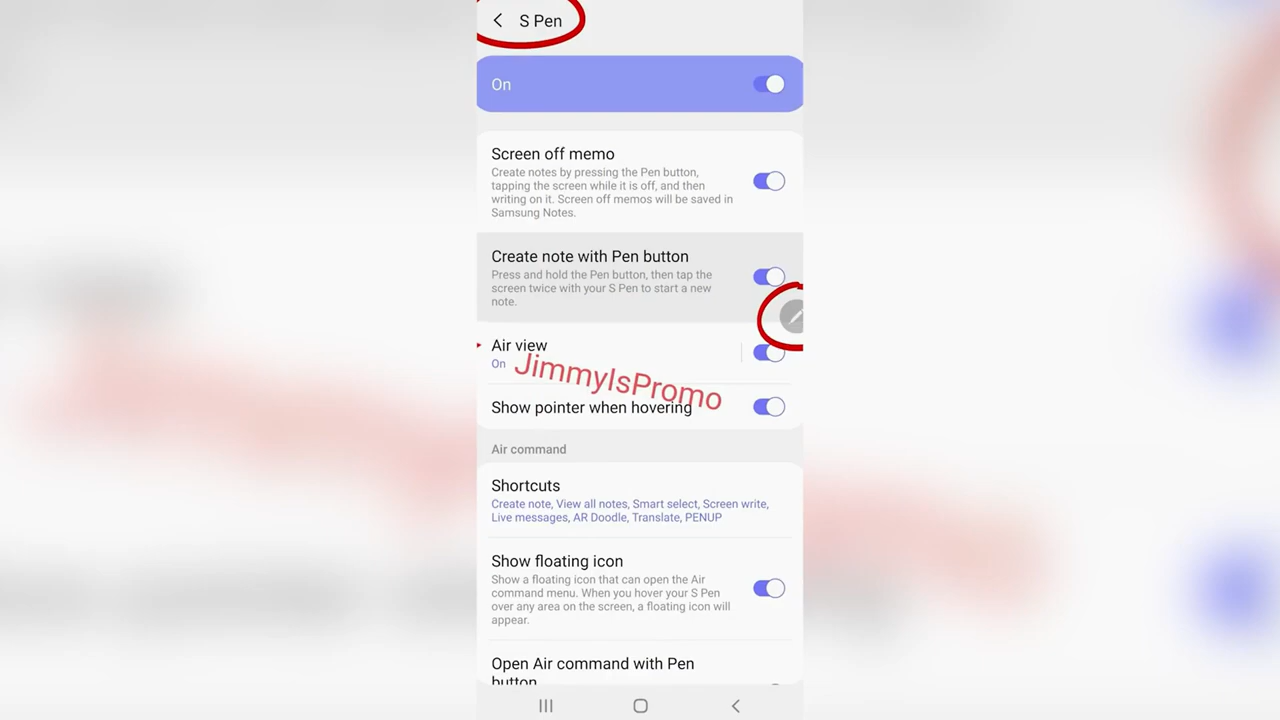 S Pen
On
Screen off memo
Create notes by pressing the Pen button,
tapping the screen while it is off, and then
writing on it. Screen off memos will be saved in
Samsung Notes.
Create note with Pen button
Press and hold the Pen button, then tap the
screen twice with your S Pen to start a new
note.
Air view
On
JimmyIsPromo
Show pointer when hovering
Air command
Shortcuts
Create note, View all notes, Smart select, Screen write,
Live messages, AR Doodle, Translate, PENUP
Show floating icon
Show a floating icon that can open the Air
command menu. When you hover your S Pen
over any area on the screen, a floating icon will
appear.
Open Air command with Pen
button